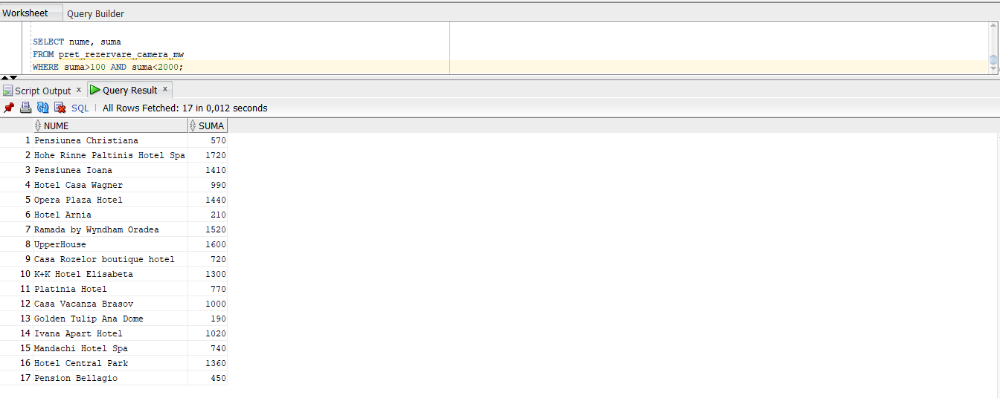 Worksheet Query Builder
SELECT nume, suma
FROM pret_rezervare_camera_mw
WHERE suma>100 AND suma<2000;
Script Output x Query Result x
SQL All Rows Fetched: 17 in 0,012 seconds
NUME SUMA
1 Pensiunea Christiana 570
2 Hohe Rinne Paltinis Hotel Spa 1720
3 Pensiunea Ioana 1410
4 Hotel Casa Wagner 990
5 Opera Plaza Hotel 1440
6 Hotel Arnia 210
7 Ramada by Wyndham Oradea 1520
8 UpperHouse 1600
9 Casa Rozelor boutique hotel 720
10 K+K Hotel Elisabeta 1300
11 Platinia Hotel 770
12 Casa Vacanza Brasov 1000
13 Golden Tulip Ana Dome 190
14 Ivana Apart Hotel 1020
15 Mandachi Hotel Spa 740
16 Hotel Central Park 1360
17 Pension Bellagio 450